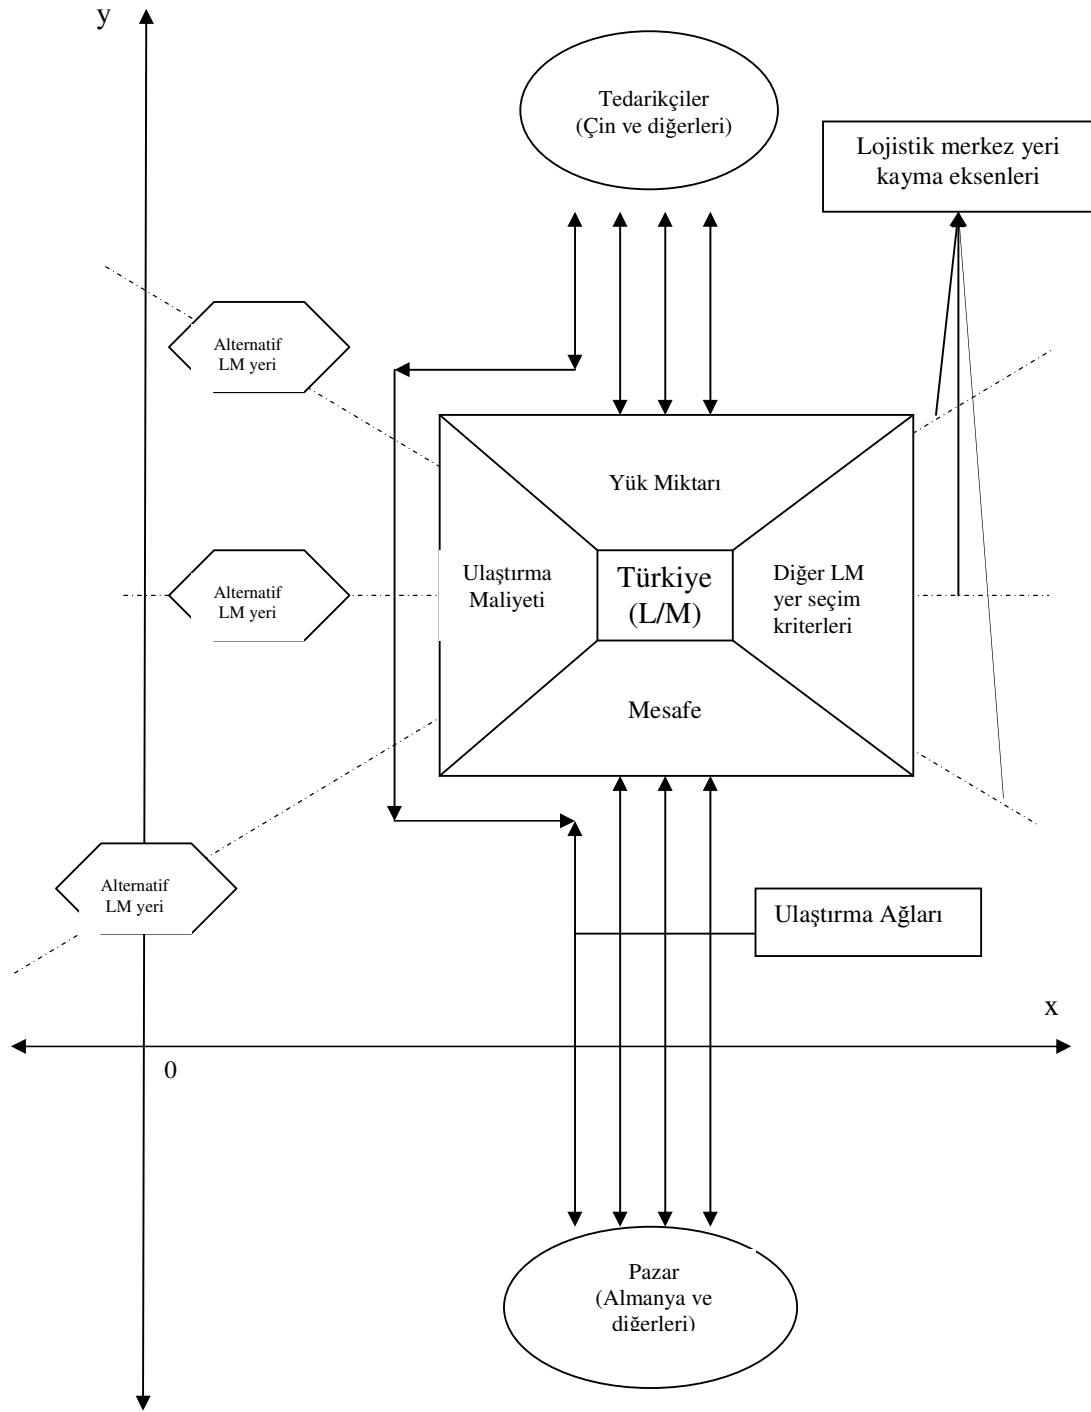 y
Tedarikçiler
(Çin ve diğerleri)
Lojistik merkez yeri
kayma eksenleri
Alternatif
LM yeri
Yük Miktarı
Ulaştırma
Maliyeti
Türkiye
(L/M)
Diğer LM
yer seçim
kriterleri
Alternatif
LM yeri
Mesafe
Alternatif
LM yeri
Ulaştırma Ağları
x
0
Pazar
(Almanya ve
diğerleri)